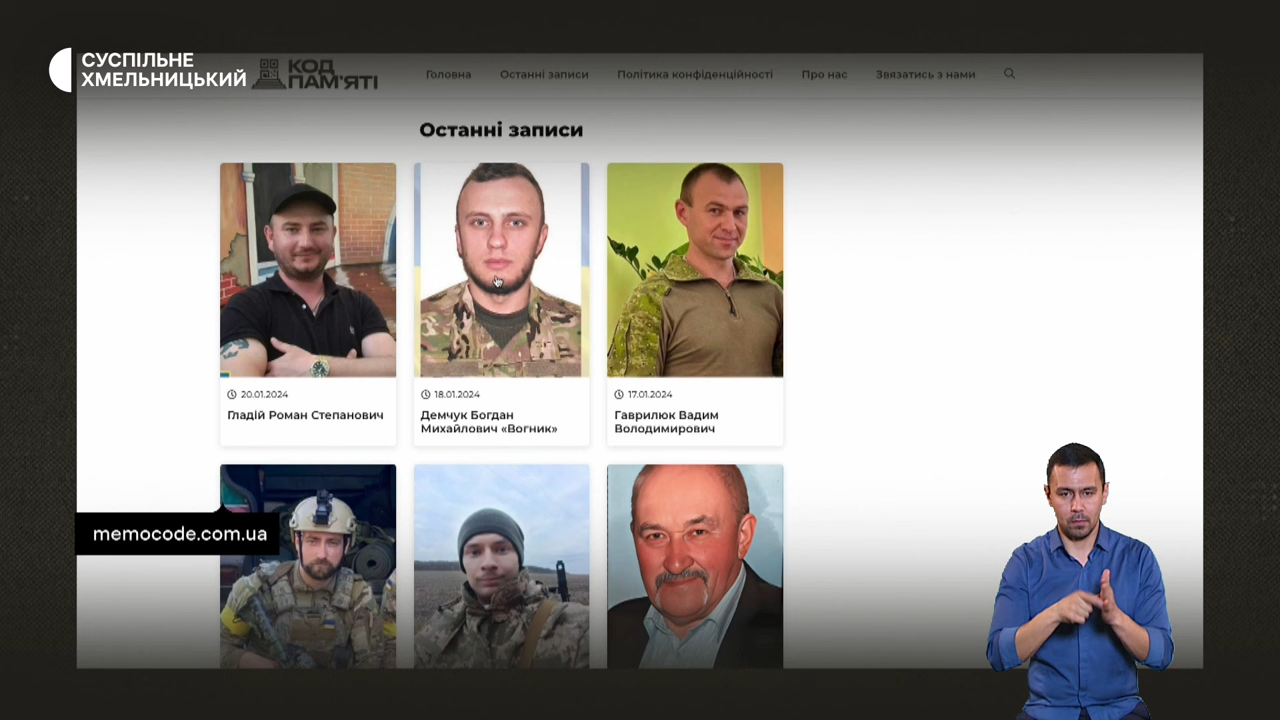 СУСПІЛЬНЕ
ХМЕЛЬНИЦЬКИЙ
КОД
ПАМ'ЯТІ
Головна
Останні записи
Політика конфіденційності
Про нас
Звязатись з нами
Останні записи
20.01.2024
Гладій Роман Степанович
18.01.2024
Демчук Богдан
Михайлович «Вогник»
17.01.2024
Гаврилюк Вадим
Володимирович
memocode.com.ua